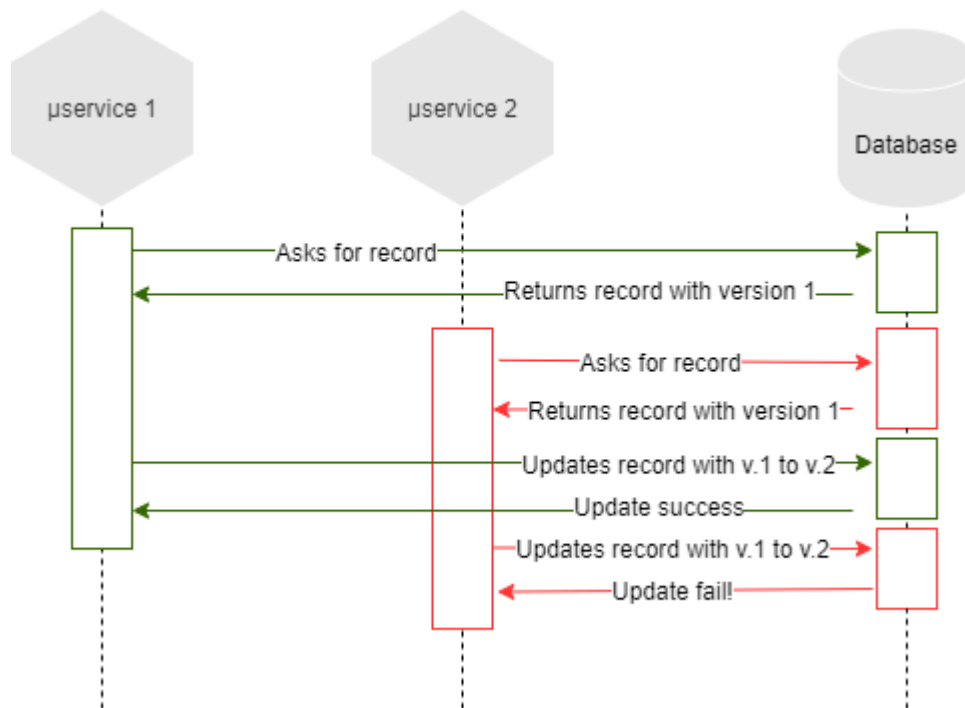 μservice 1
μservice 2
Database
Asks for record
Returns record with version 1
Asks for record
Returns record with version 1
Updates record with v.1 to v.2
Update success
Updates record with v.1 to v.2
Update fail!